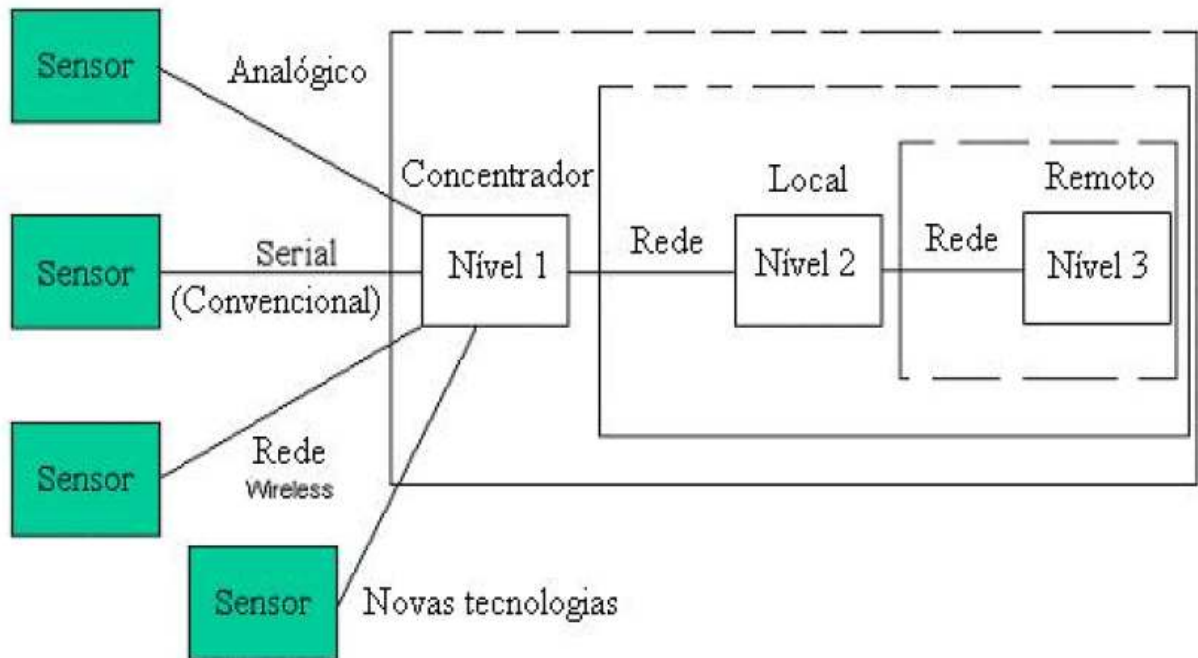 Sensor
Analógico
Concentrador
Local
Remoto
Sensor
Serial
(Convencional)
Nível 1
Rede
Nível 2
Rede
Nível 3
Sensor
Rede
Wireless
Sensor
Novas tecnologias